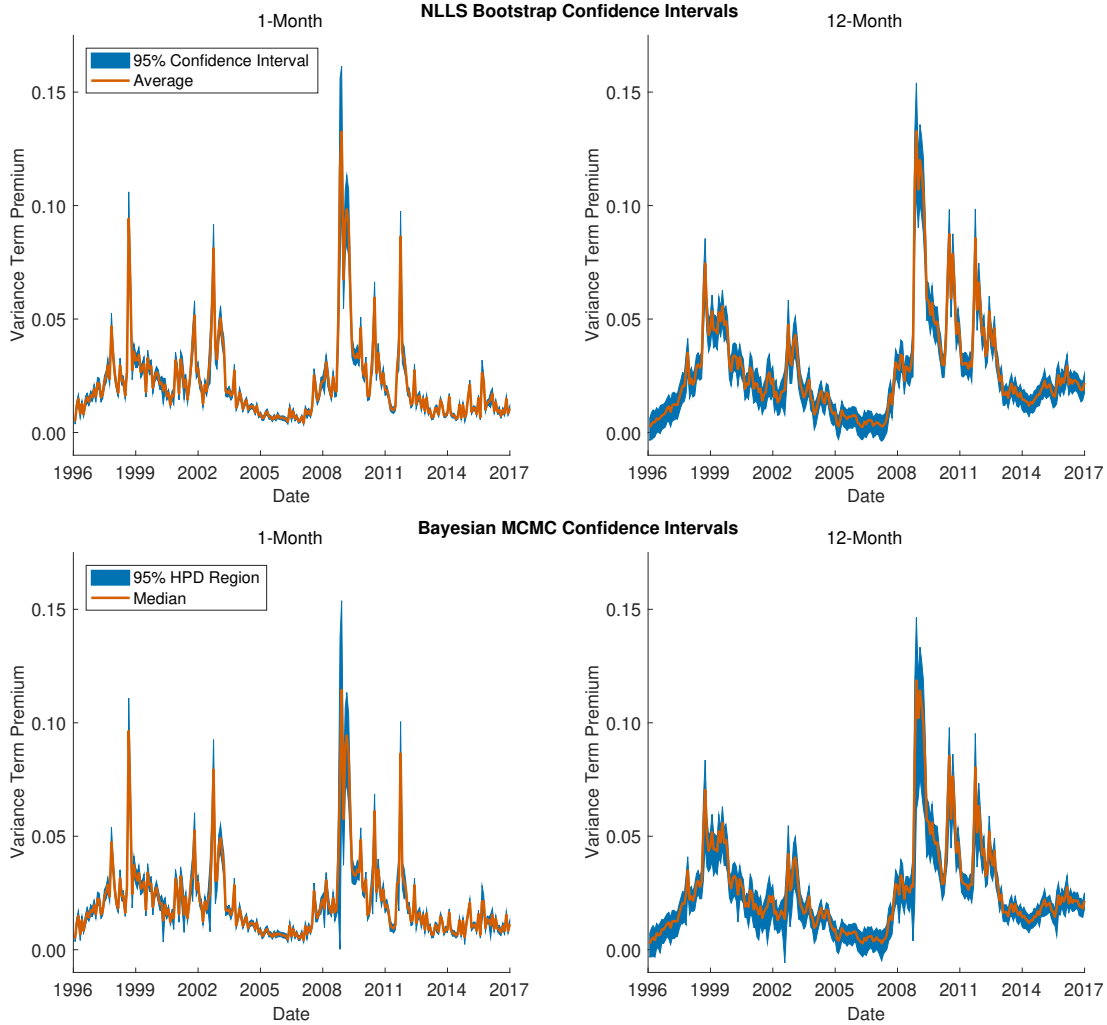 NLLS Bootstrap Confidence Intervals
1-Month
12-Month
95% Confidence Interval
Average
Variance Term Premium
0.15
0.10
0.05
0.00
1996 1999 2002 2005 2008 2011 2014 2017
Date
Variance Term Premium
0.15
0.10
0.05
0.00
1996 1999 2002 2005 2008 2011 2014 2017
Date
Bayesian MCMC Confidence Intervals
1-Month
12-Month
95% HPD Region
Median
Variance Term Premium
0.15
0.10
0.05
0.00
1996 1999 2002 2005 2008 2011 2014 2017
Date
Variance Term Premium
0.15
0.10
0.05
0.00
1996 1999 2002 2005 2008 2011 2014 2017
Date